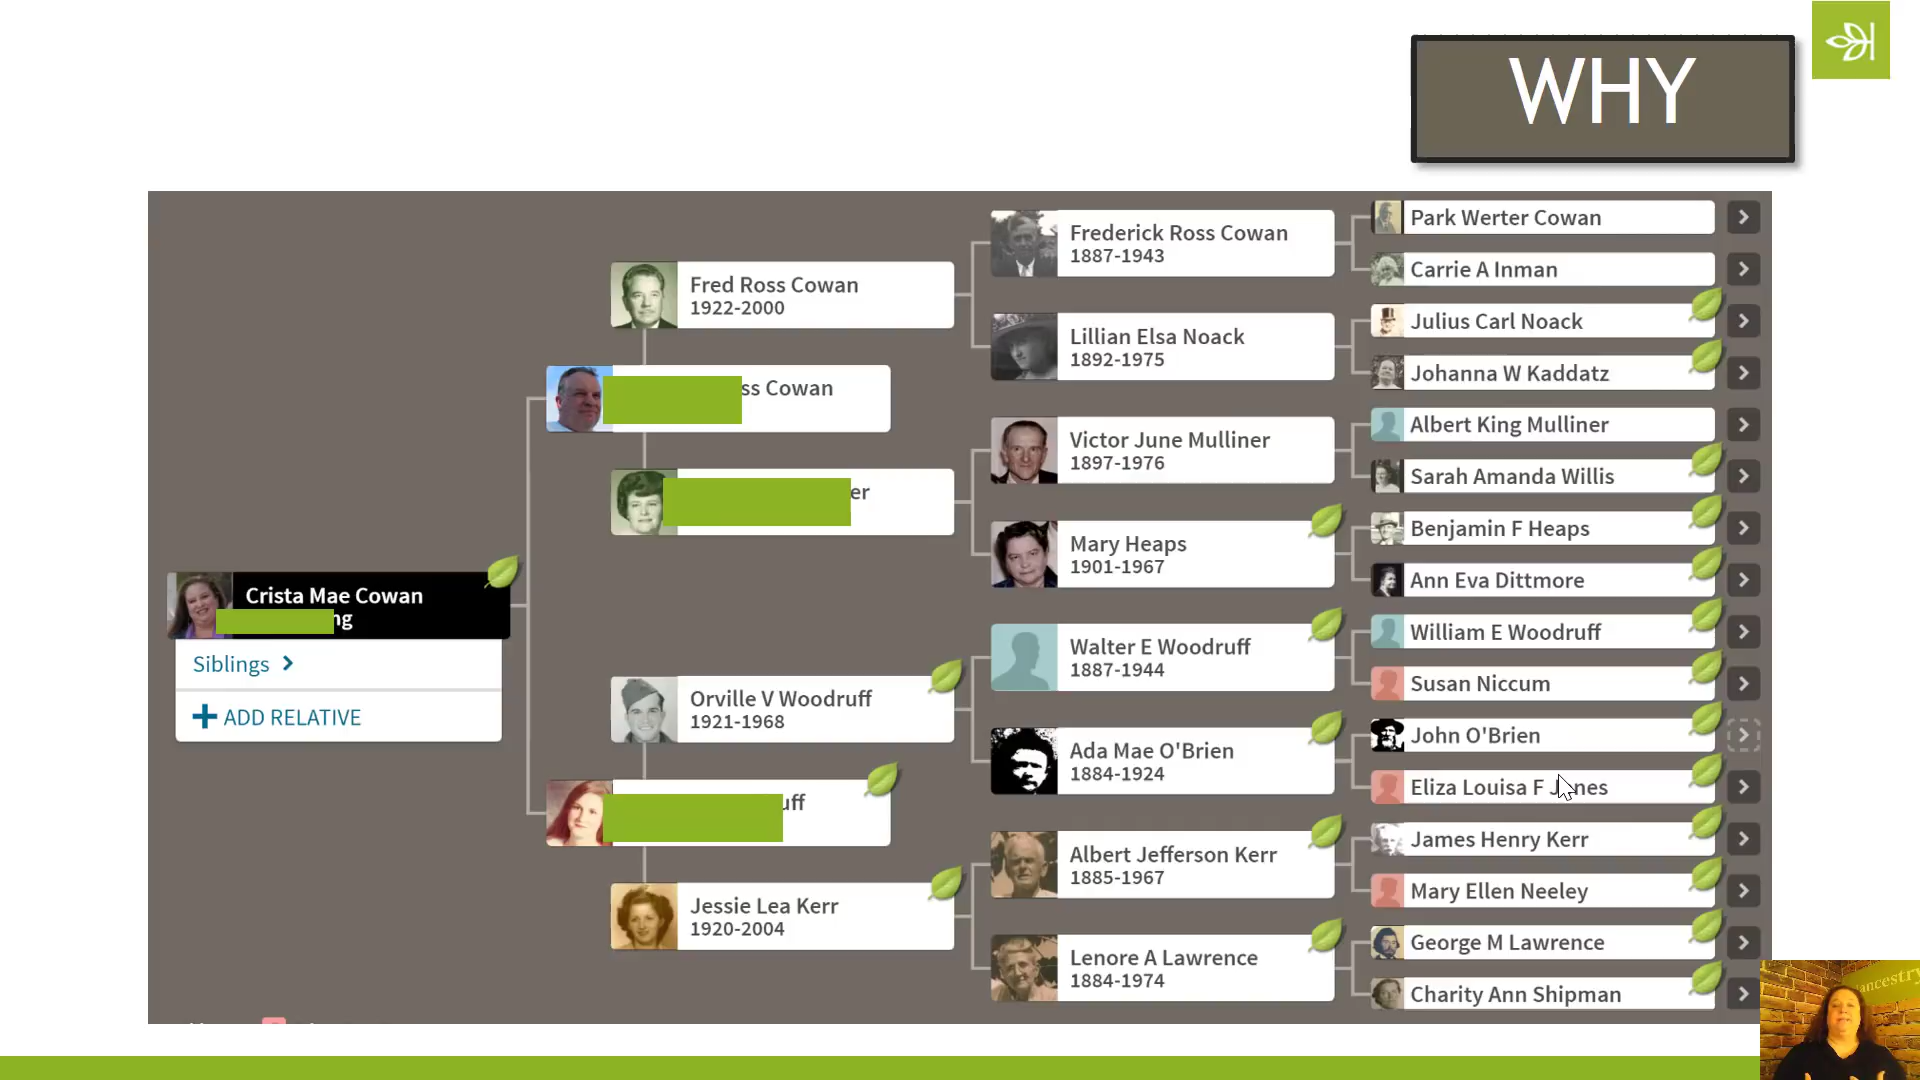 WHY
Park Werter Cowan
Frederick Ross Cowan
1887-1943
Carrie A Inman
Fred Ross Cowan
1922-2000
Julius Carl Noack
Lillian Elsa Noack
1892-1975
Johanna W Kaddatz
ss Cowan
Albert King Mulliner
Victor June Mulliner
1897-1976
Sarah Amanda Willis
er
Benjamin F Heaps
Mary Heaps
1901-1967
Ann Eva Dittmore
Crista Mae Cowan
ng
William E Woodruff
Walter E Woodruff
1887-1944
Siblings
Susan Niccum
Orville V Woodruff
1921-1968
ADD RELATIVE
John O'Brien
Ada Mae O'Brien
1884-1924
Eliza Louisa F Jones
uff
James Henry Kerr
Albert Jefferson Kerr
1885-1967
Mary Ellen Neeley
Jessie Lea Kerr
1920-2004
George M Lawrence
Lenore A Lawrence
1884-1974
Charity Ann Shipman
ancestry